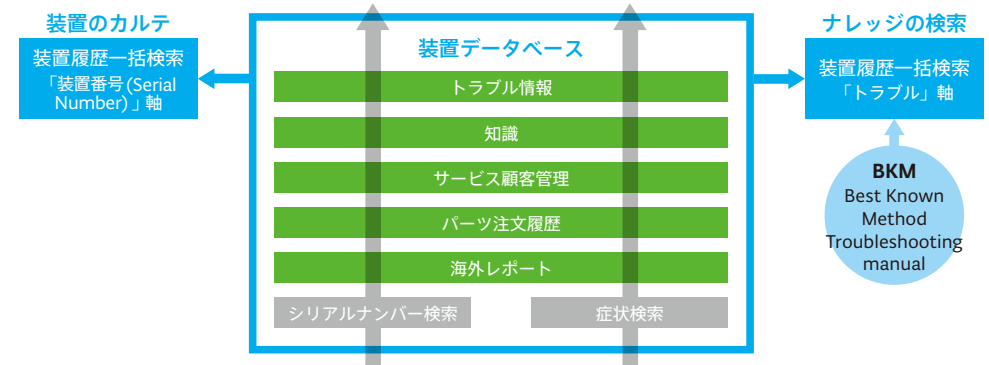 装置のカルテ
装置履歴一括検索
「装置番号(Serial
Number)」軸
装置データベース
トラブル情報
知識
サービス顧客管理
パーツ注文履歴
海外レポート
シリアルナンバー検索
症状検索
ナレッジの検索
装置履歴一括検索
「トラブル」軸
BKM
Best Known
Method
Troubleshooting
manual